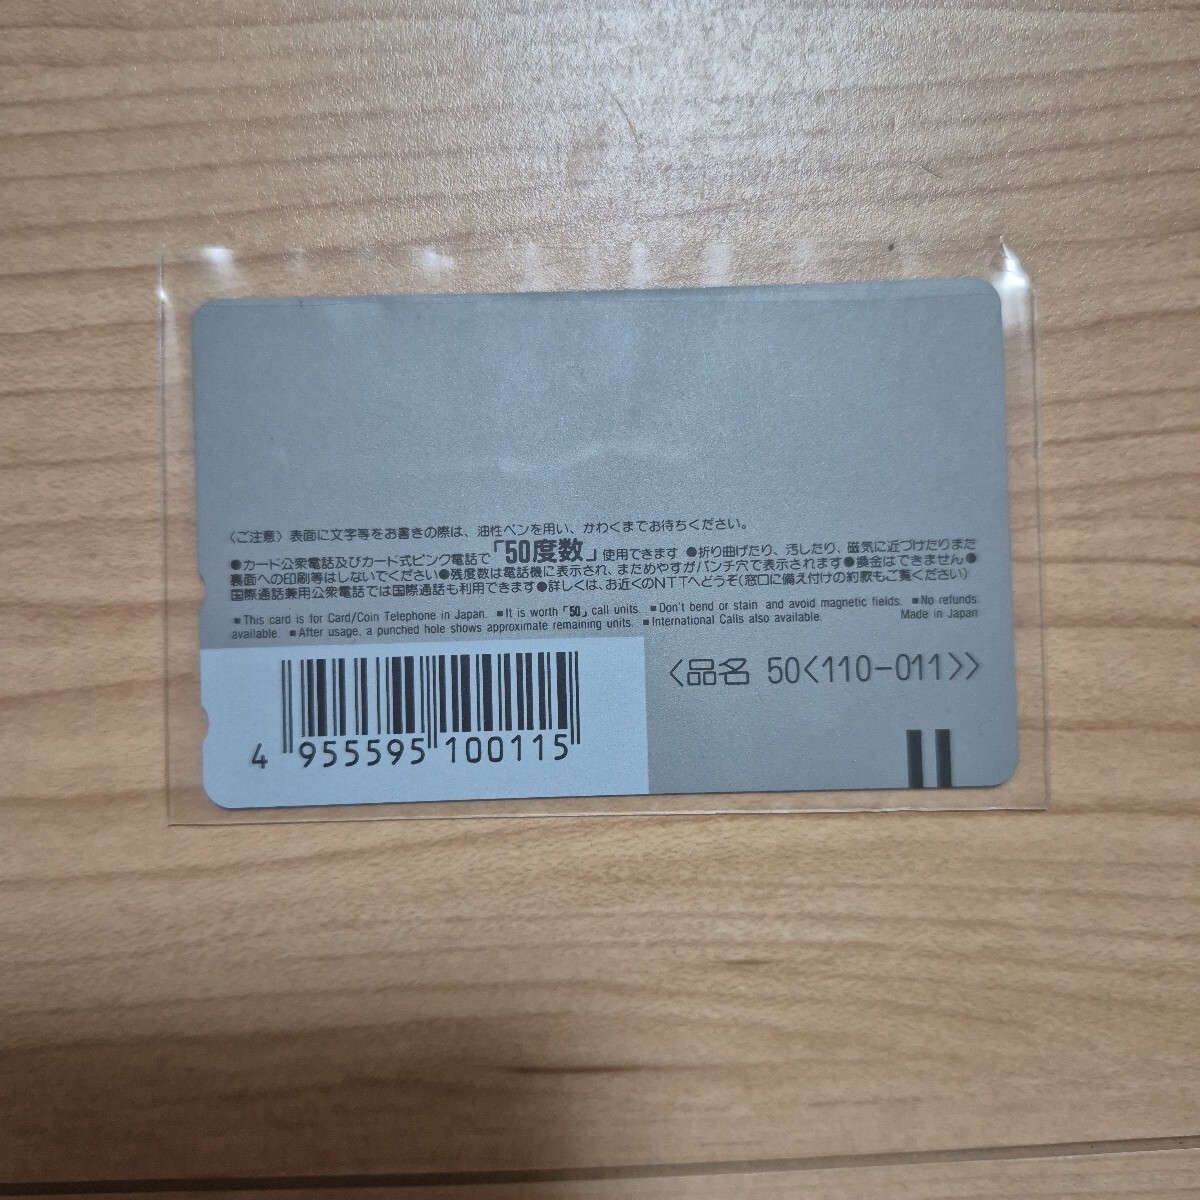 〈ご注意〉表面に文字等をお書きの際は、油性ペンを用い、かわくまでお待ちください。
●カード公衆電話及びカード式ピンク電話で「50度数」使用できます ●折り曲げたり、汚したり、磁気に近づけたりまた
裏面への印刷等はしないでください●残度数は電話機に表示され、まためやすがパンチ穴で表示されます●換金はできません●
国際通話兼用公衆電話では国際通話も利用できます●詳しくは、お近くのNTTへどうぞ(窓口に備え付けの約款もご覧ください)
■This card is for Card/Coin Telephone in Japan. ■It is worth「50」call units. ■Don't bend or stain and avoid magnetic fields. ■No refunds
available. ■After usage, a punched hole shows approximate remaining units. ■International Calls also available. Made in Japan
〈品名 50〈110-011〉〉
4 955595 100115